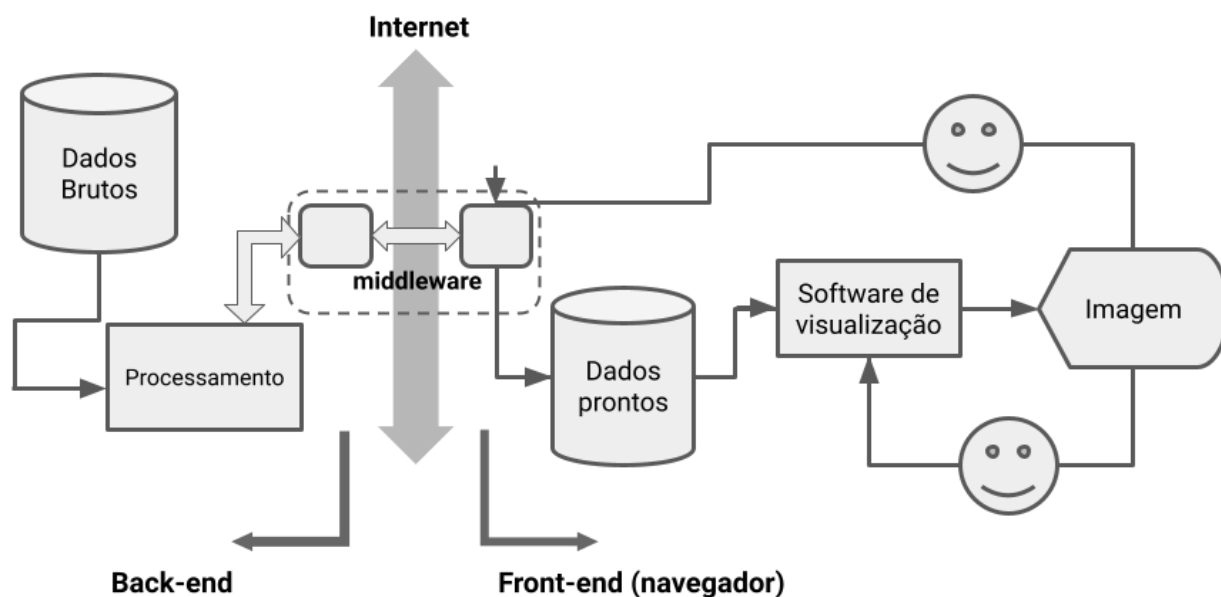 Internet
Dados
Brutos
middleware
Processamento
Dados
prontos
Software de
visualização
Imagem
Back-end
Front-end (navegador)